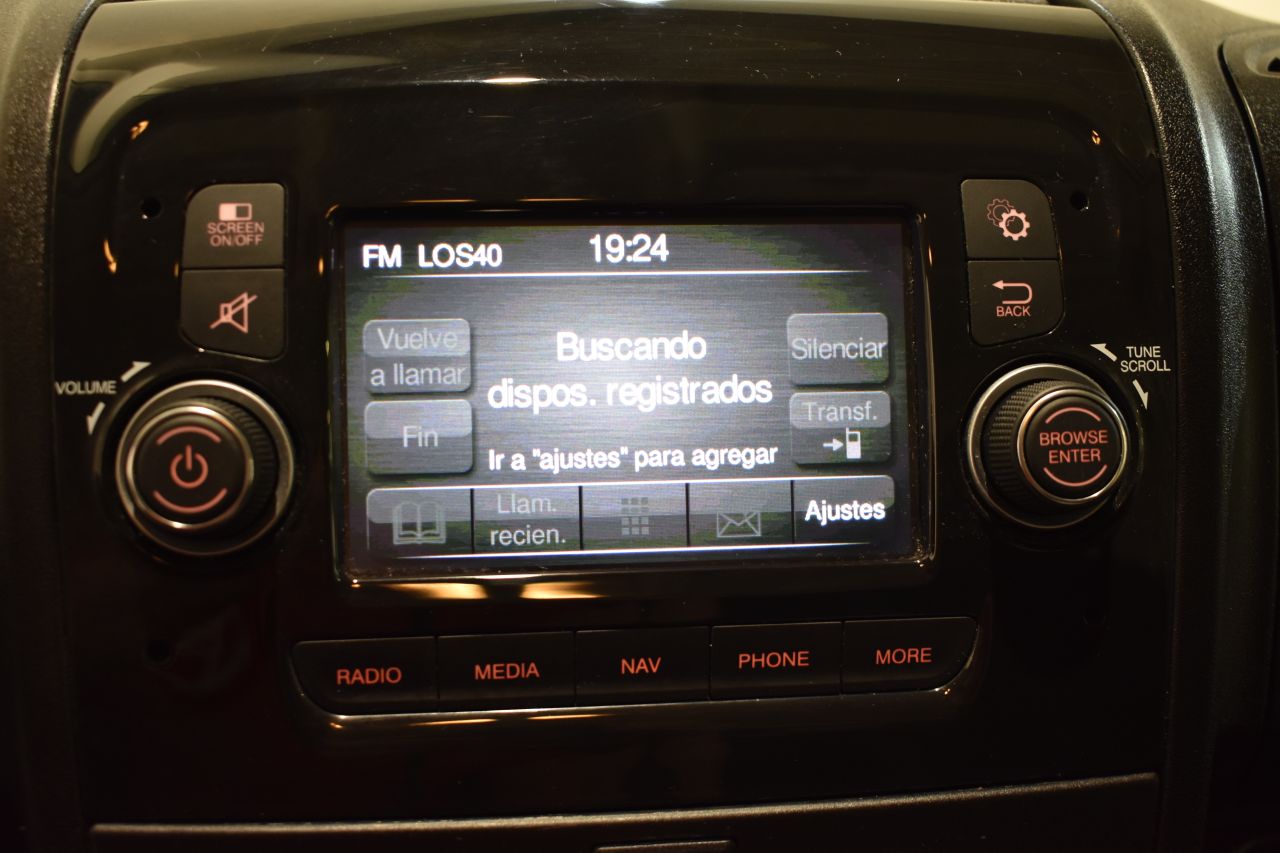 SCREEN
ON/OFF
VOLUME
FM LOS40 19:24
Vuelve
a llamar
Fin
Buscando
dispos. registrados
Ir a "ajustes" para agregar
Silenciar
Transf.
Llam.
recien.
Ajustes
BACK
TUNE
SCROLL
BROWSE
ENTER
RADIO MEDIA NAV PHONE MORE